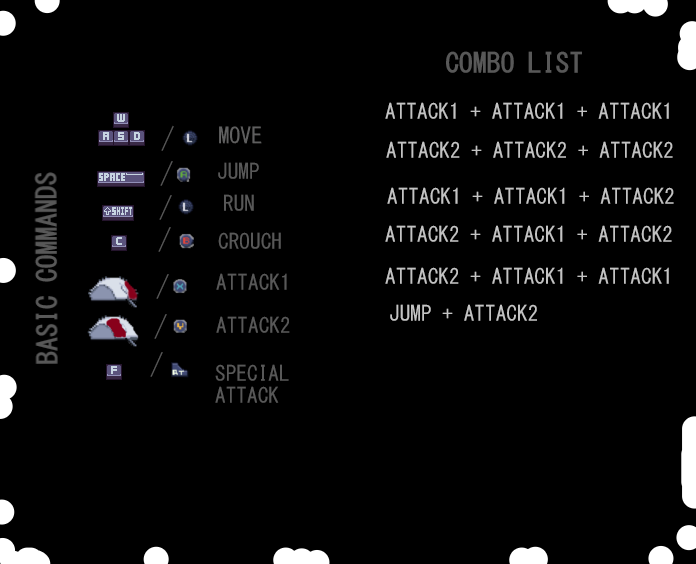 COMBO LIST
ATTACK1 + ATTACK1 + ATTACK1
ATTACK2 + ATTACK2 + ATTACK2
ATTACK1 + ATTACK1 + ATTACK2
ATTACK2 + ATTACK1 + ATTACK2
ATTACK2 + ATTACK1 + ATTACK1
JUMP + ATTACK2
BASIC COMMANDS
W
A S D / L MOVE
SPACE / A JUMP
⇧SHIFT / L RUN
C / B CROUCH
/ X ATTACK1
/ Y ATTACK2
F / RT SPECIAL
ATTACK